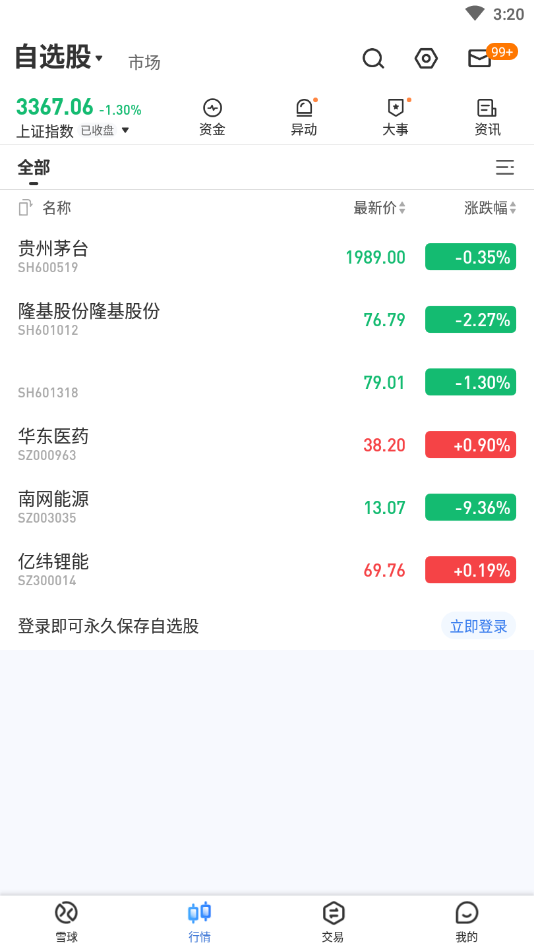 3:20
自选股 市场
99+
3367.06 -1.30%
上证指数 已收盘
资金 异动 大事 资讯
全部
名称 最新价 涨跌幅
贵州茅台
SH600519 1989.00 -0.35%
隆基股份隆基股份
SH601012 76.79 -2.27%
SH601318 79.01 -1.30%
华东医药
SZ000963 38.20 +0.90%
南网能源
SZ003035 13.07 -9.36%
亿纬锂能
SZ300014 69.76 +0.19%
登录即可永久保存自选股 立即登录
雪球 行情 交易 我的